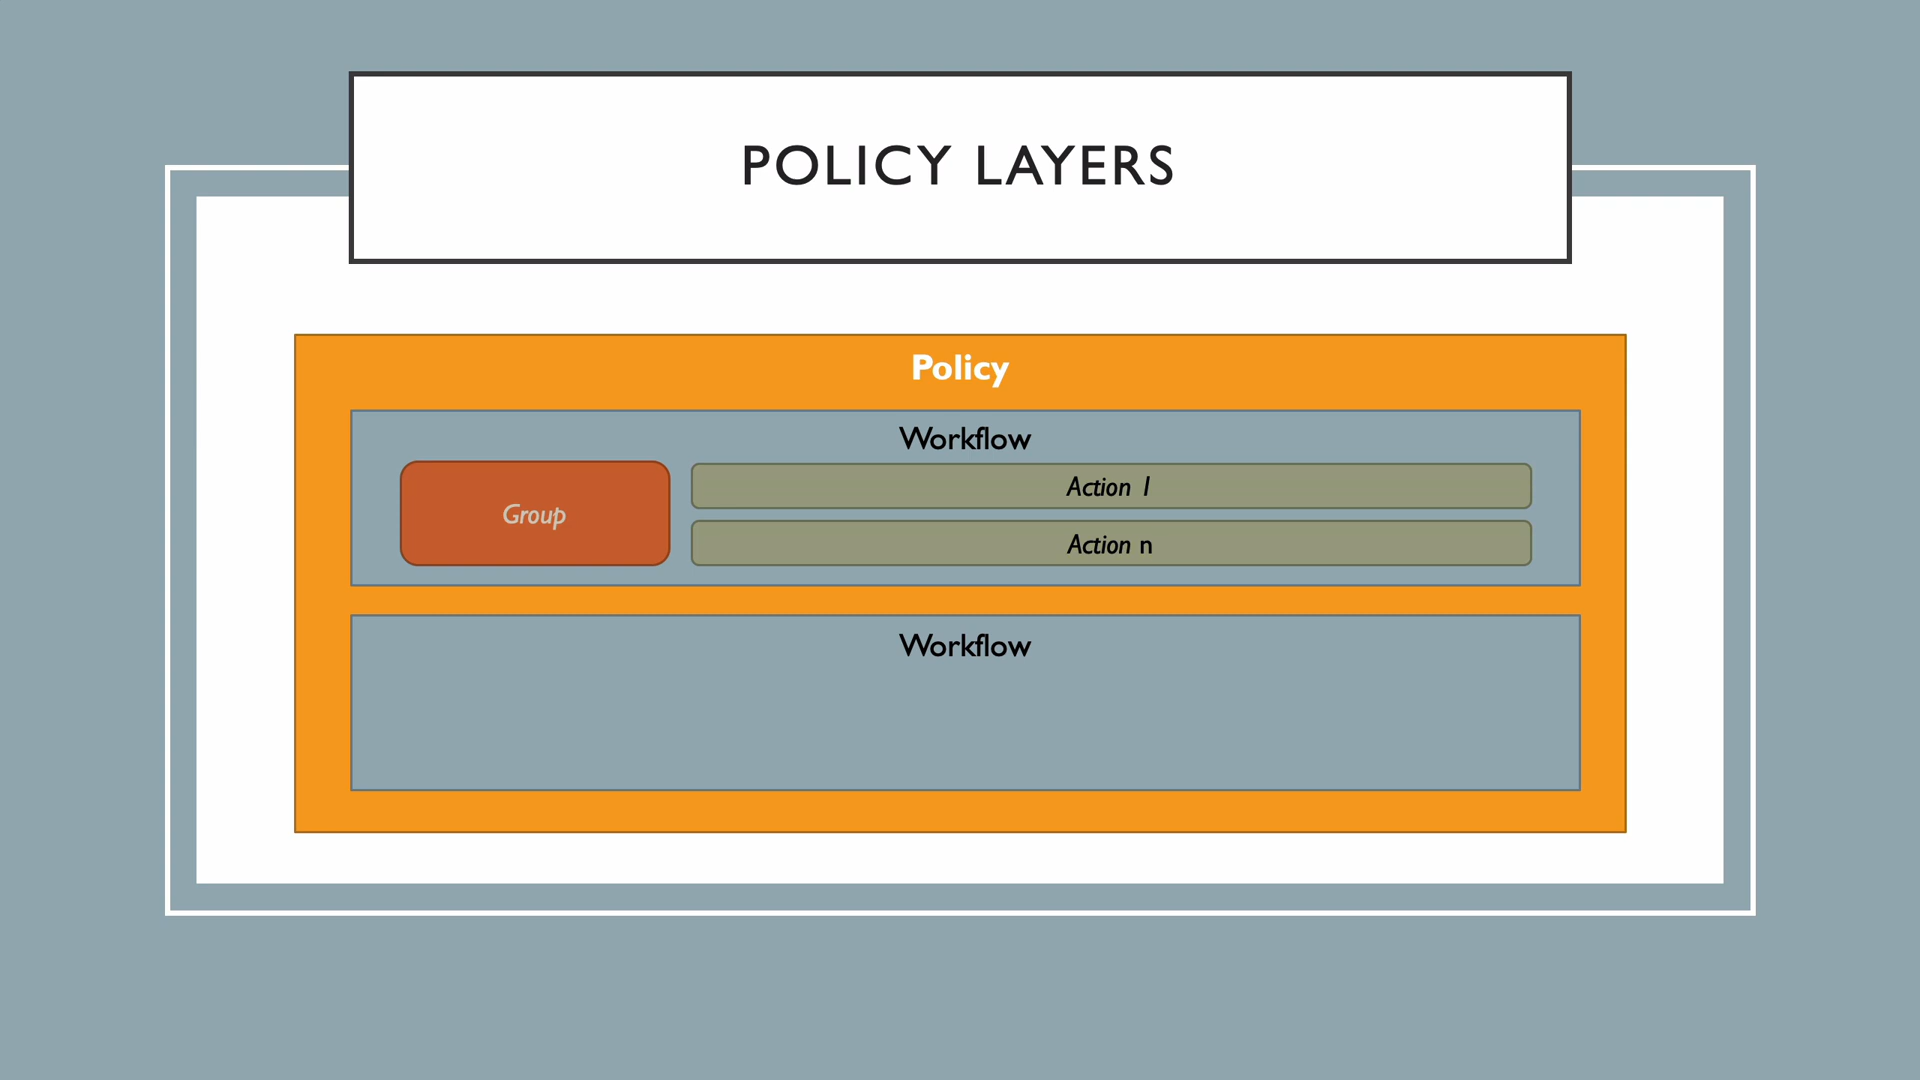 POLICY LAYERS
Policy
Workflow
Group
Action 1
Action n
Workflow